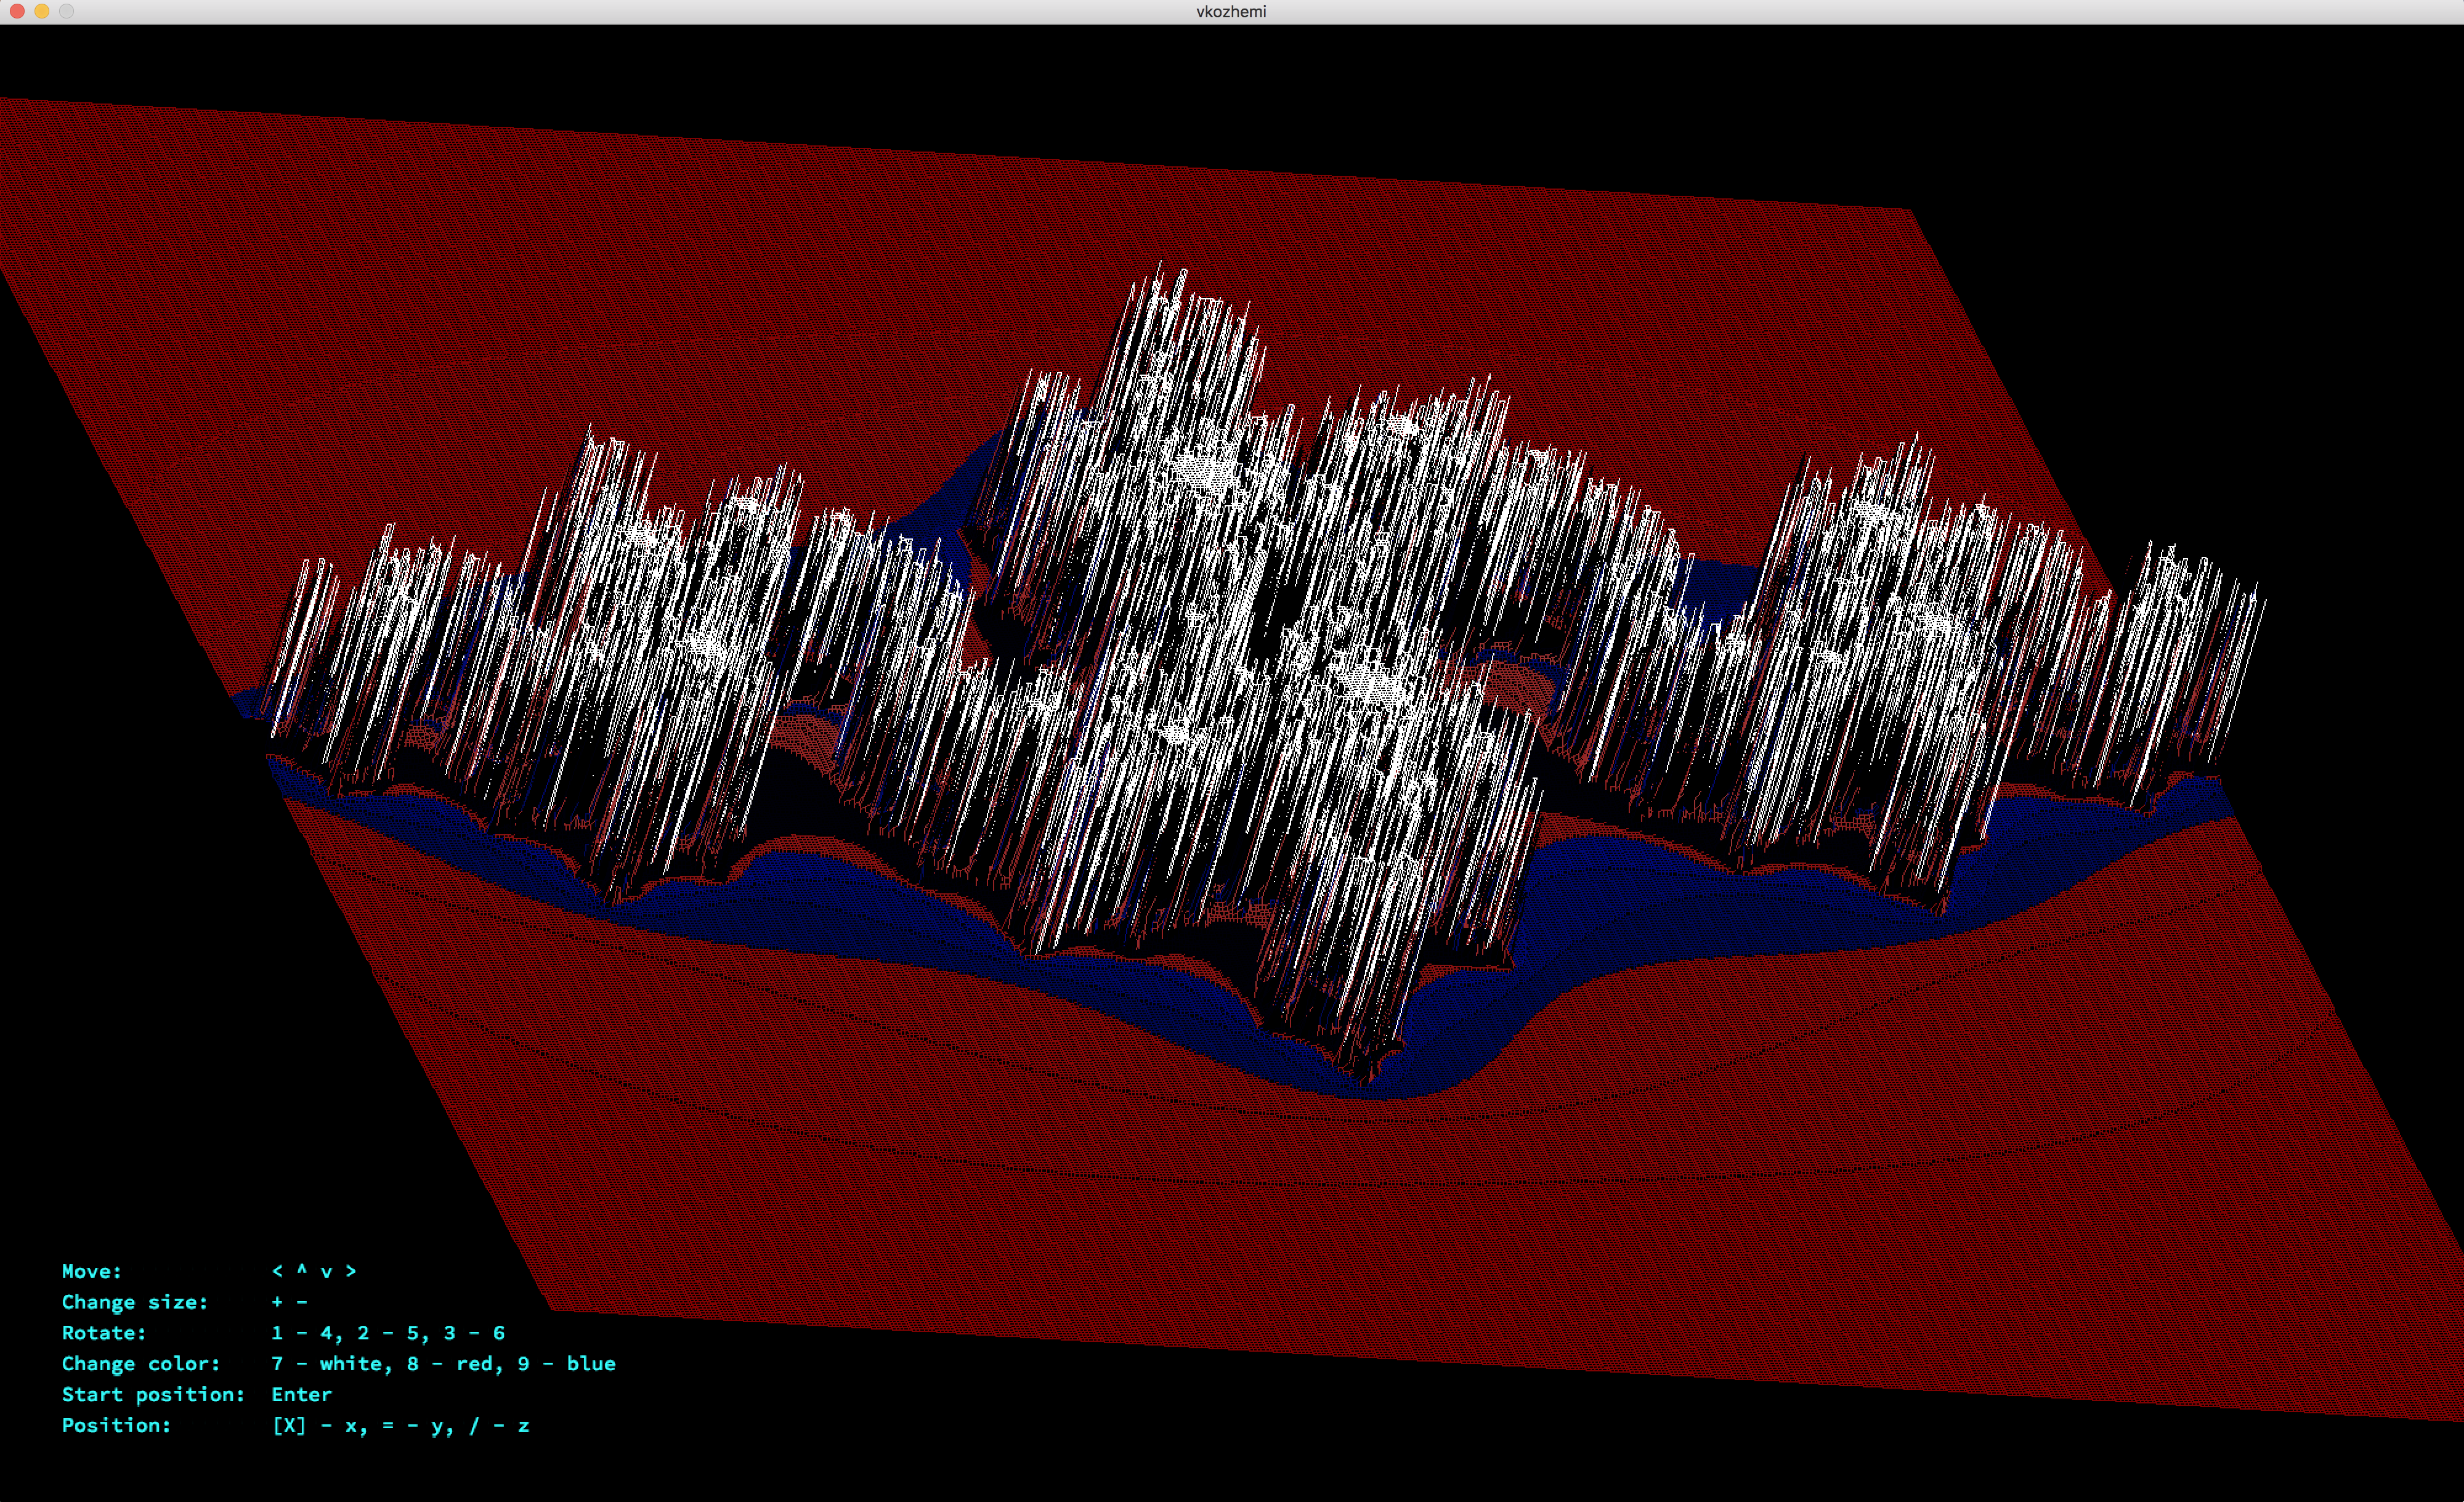 vkozhemi
Move: < ^ v >
Change size: + -
Rotate: 1 - 4, 2 - 5, 3 - 6
Change color: 7 - white, 8 - red, 9 - blue
Start position: Enter
Position: [X] - x, = - y, / - z